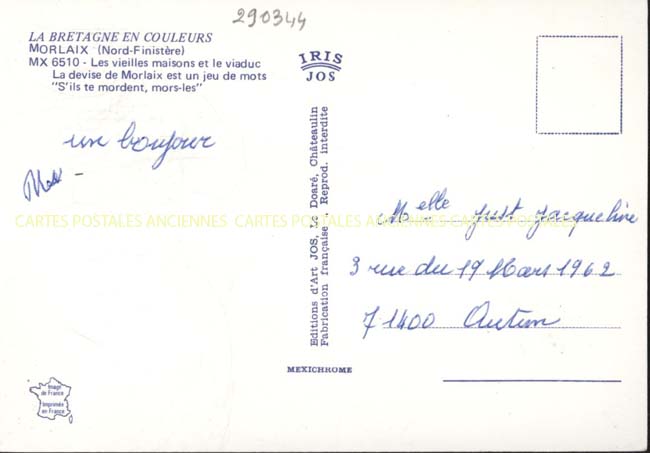 290344
LA BRETAGNE EN COULEURS
MORLAIX (Nord-Finistère)
MX 6510 - Les vieilles maisons et le viaduc
La devise de Morlaix est un jeu de mots
"S'ils te mordent, mors-les"
IRIS
JOS
un bonjour
Melle Just Jacqueline
3 rue du 19 Mars 1962
71400 Autun
CARTES POSTALES ANCIENNES CARTES POSTALES ANCIENNES CARTES POSTALES
Editions d'Art JOS, Le Doaré, Châteaulin
Fabrication française - Reprod. interdite
MEXICHROME
Image
de France
Imprimée
en France